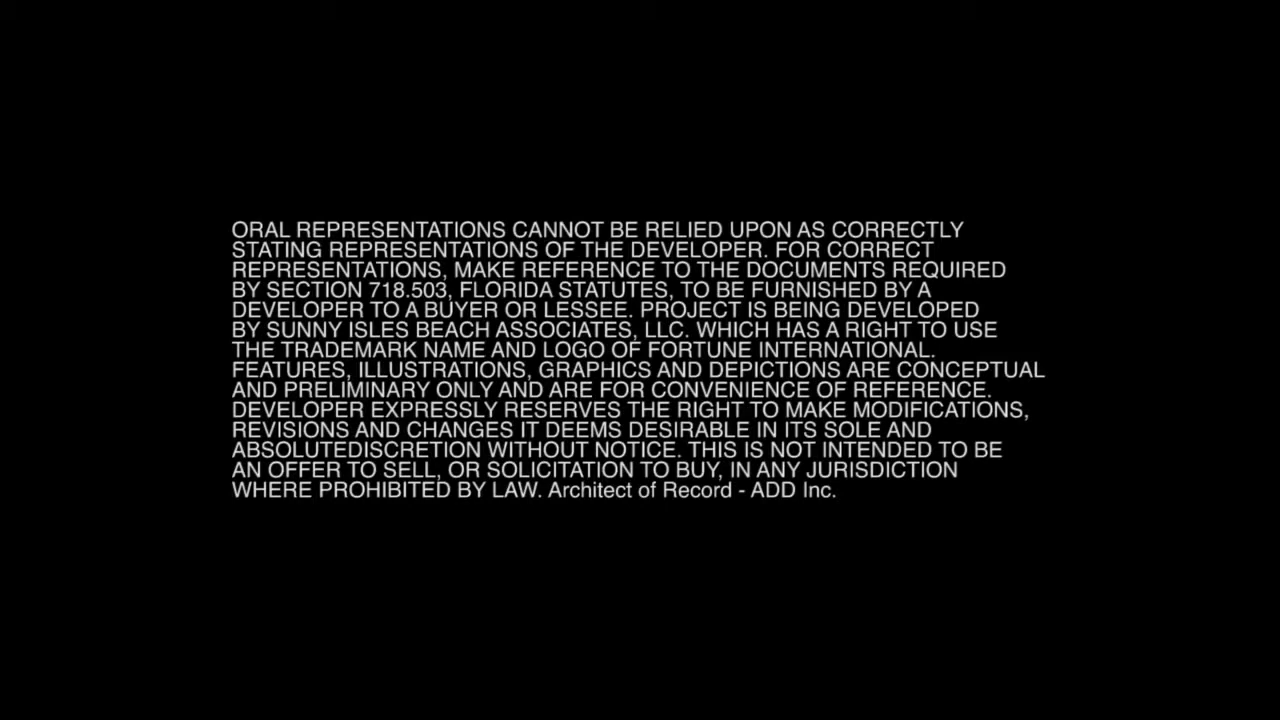 ORAL REPRESENTATIONS CANNOT BE RELIED UPON AS CORRECTLY
STATING REPRESENTATIONS OF THE DEVELOPER. FOR CORRECT
REPRESENTATIONS, MAKE REFERENCE TO THE DOCUMENTS REQUIRED
BY SECTION 718.503, FLORIDA STATUTES, TO BE FURNISHED BY A
DEVELOPER TO A BUYER OR LESSEE. PROJECT IS BEING DEVELOPED
BY SUNNY ISLES BEACH ASSOCIATES, LLC. WHICH HAS A RIGHT TO USE
THE TRADEMARK NAME AND LOGO OF FORTUNE INTERNATIONAL.
FEATURES, ILLUSTRATIONS, GRAPHICS AND DEPICTIONS ARE CONCEPTUAL
AND PRELIMINARY ONLY AND ARE FOR CONVENIENCE OF REFERENCE.
DEVELOPER EXPRESSLY RESERVES THE RIGHT TO MAKE MODIFICATIONS,
REVISIONS AND CHANGES IT DEEMS DESIRABLE IN ITS SOLE AND
ABSOLUTEDISCRETION WITHOUT NOTICE. THIS IS NOT INTENDED TO BE
AN OFFER TO SELL, OR SOLICITATION TO BUY, IN ANY JURISDICTION
WHERE PROHIBITED BY LAW. Architect of Record - ADD Inc.